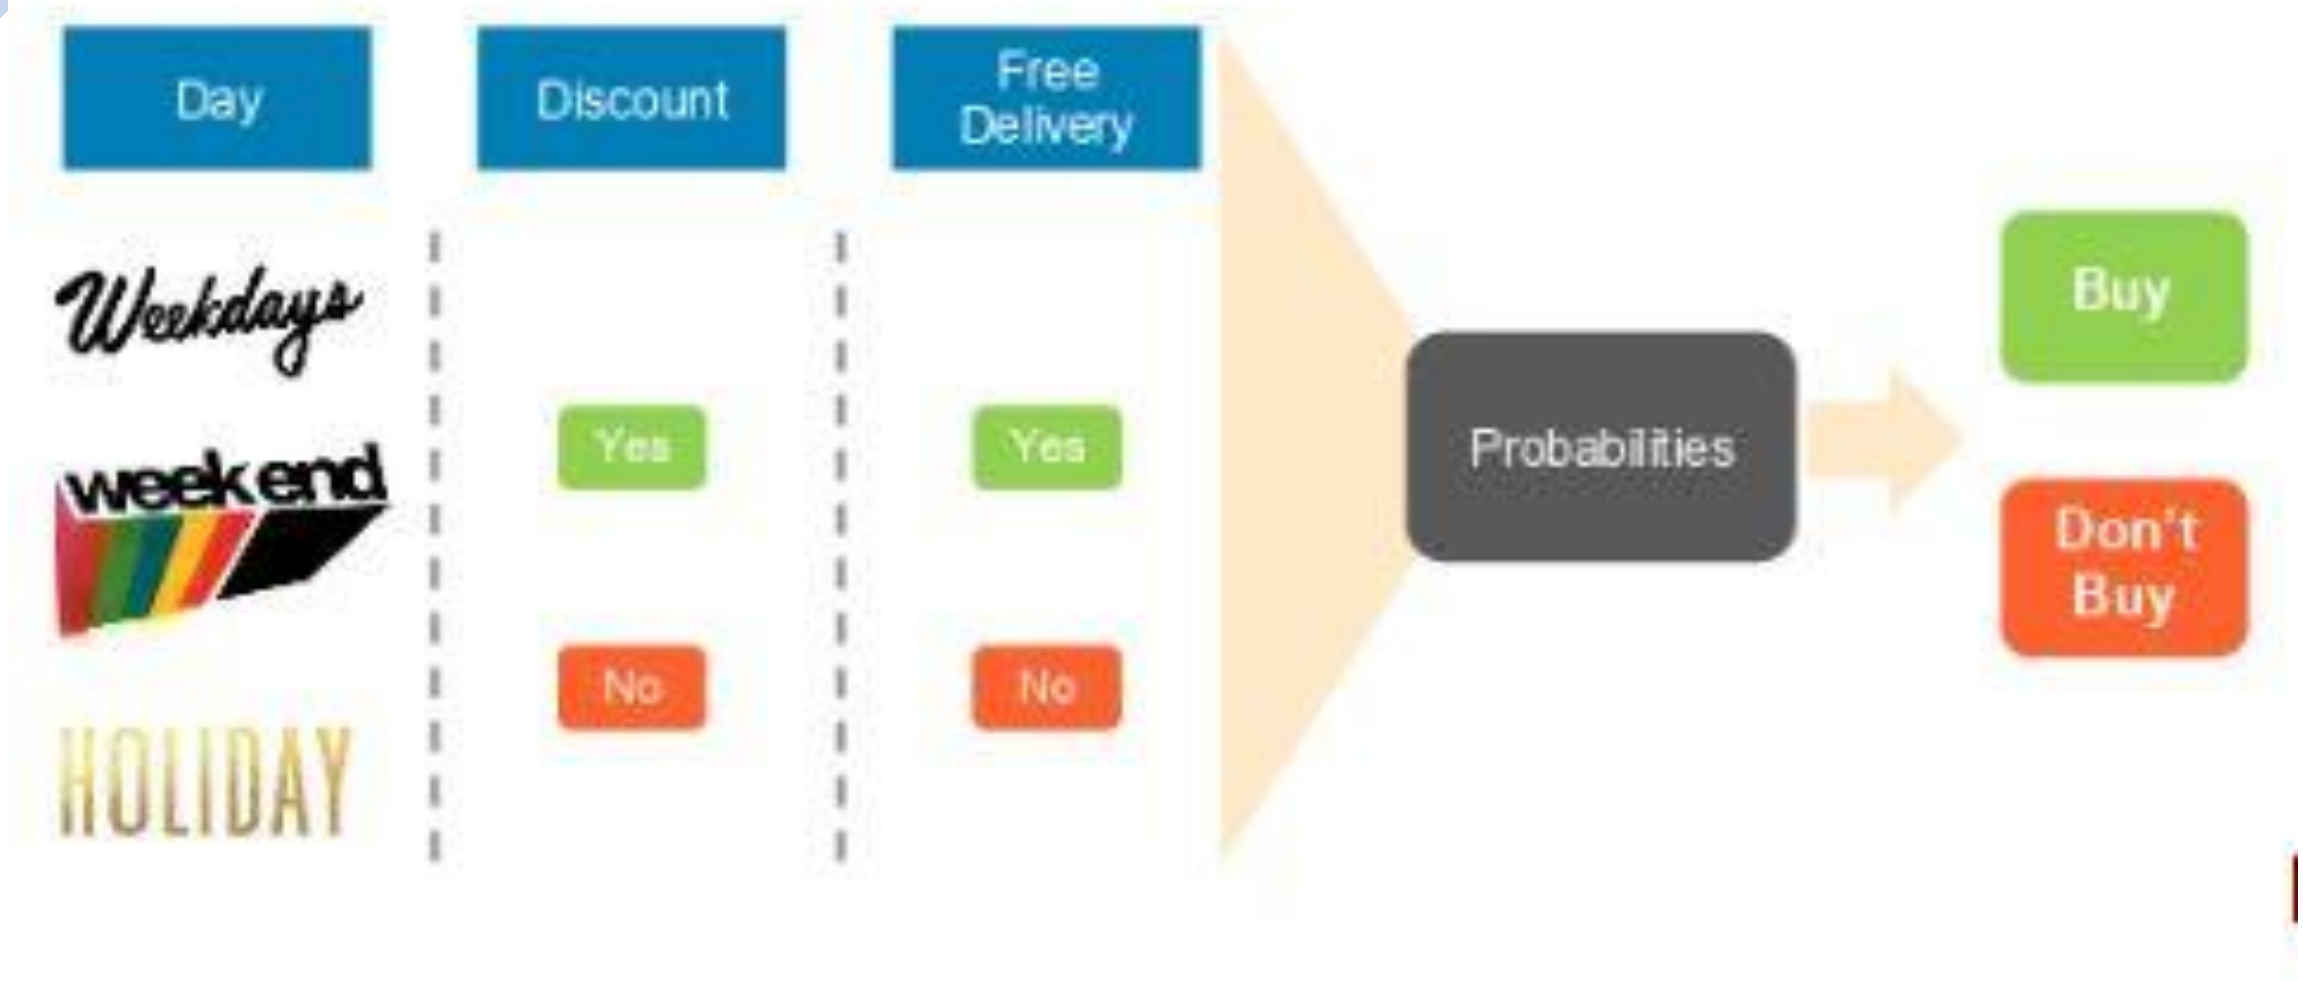 Day
Discount
Free
Delivery
Weekdays
weekend
HOLIDAY
Yes
No
Yes
No
Probabilities
Buy
Don't
Buy